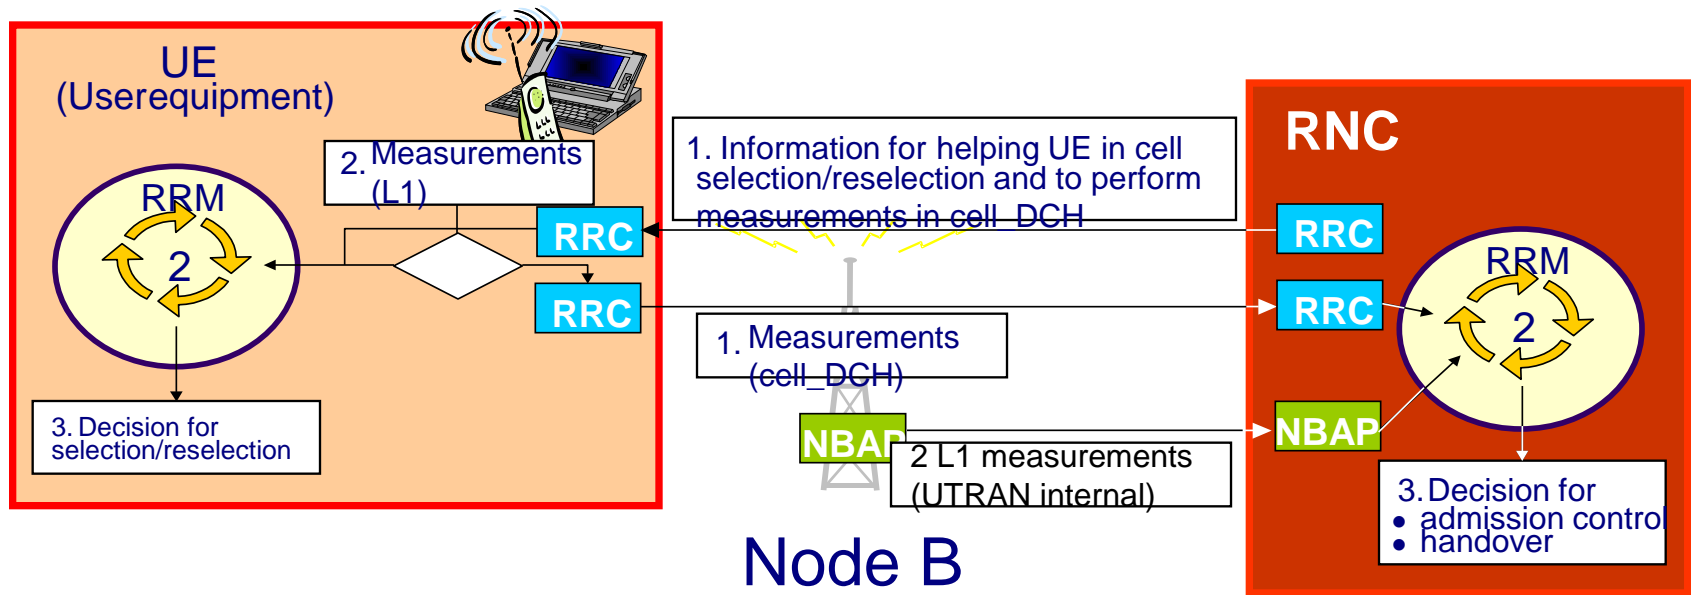 UE
(Userequipment)
2. Measurements
(L1)
RRM
2
RRC
RRC
3. Decision for
selection/reselection
1. Information for helping UE in cell
selection/reselection and to perform
measurements in cell_DCH
1. Measurements
(cell_DCH)
NBAP
2 L1 measurements
(UTRAN internal)
Node B
RNC
RRC
RRC
NBAP
RRM
2
3. Decision for
• admission control
• handover